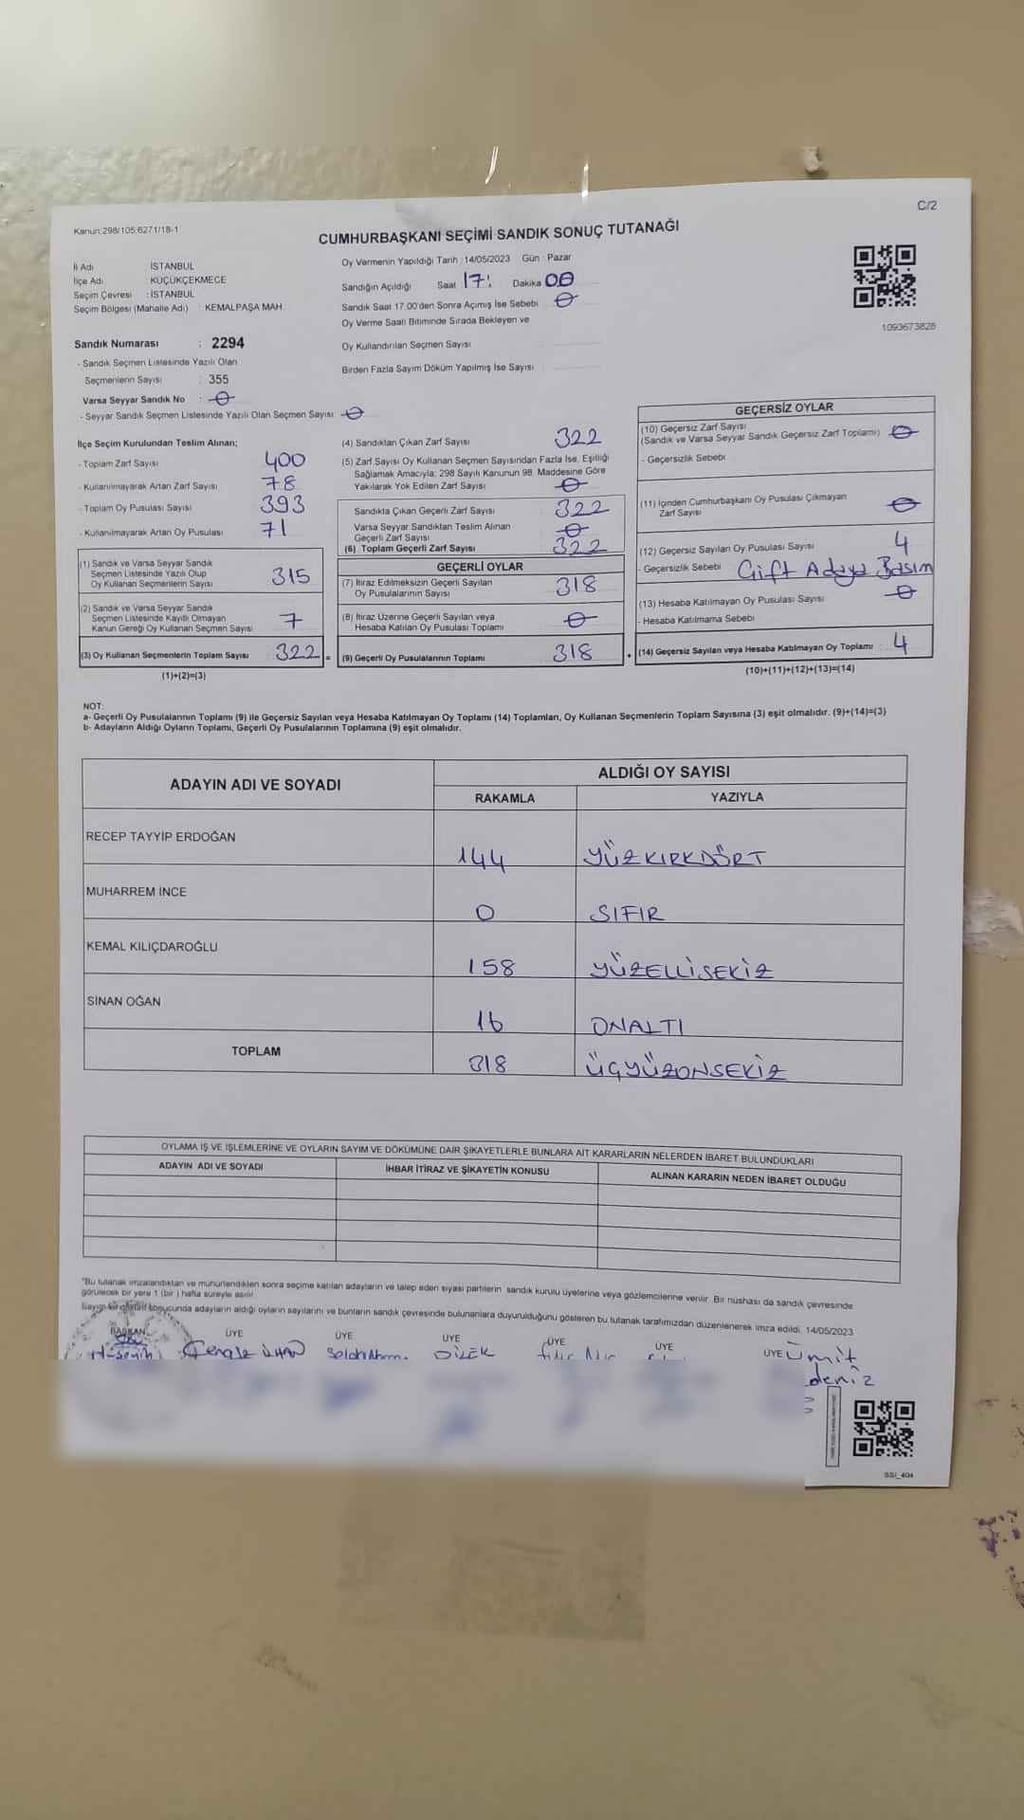 C/2
Kanun:298/105;6271/18-1
CUMHURBAŞKANI SEÇİMİ SANDIK SONUÇ TUTANAĞI
İl Adı İSTANBUL
İlçe Adı KÜÇÜKÇEKMECE
Seçim Çevresi : İSTANBUL
Seçim Bölgesi (Mahalle Adı) : KEMALPAŞA MAH
Oy Vermenin Yapıldığı Tarih : 14/05/2023 Gün : Pazar
Sandığın Açıldığı Saat 17: Dakika 00
Sandık Saat 17.00'den Sonra Açımış İse Sebebi 0
Oy Verme Saati Bitiminde Sırada Bekleyen ve
Oy Kullandırılan Seçmen Sayısı
Birden Fazla Sayım Döküm Yapılmış İse Sayısı
1093673828
Sandık Numarası : 2294
- Sandık Seçmen Listesinde Yazılı Olan
Seçmenlerin Sayısı : 355
Varsa Seyyar Sandık No : 0
- Seyyar Sandık Seçmen Listesinde Yazılı Olan Seçmen Sayısı : 0
İlçe Seçim Kurulundan Teslim Alınan;
- Toplam Zarf Sayısı 400
- Kullanılmayarak Artan Zarf Sayısı 78
- Toplam Oy Pusulası Sayısı 393
- Kullanılmayarak Artan Oy Pusulası 71
(1) Sandık ve Varsa Seyyar Sandık
Seçmen Listesinde Yazılı Olup
Oy Kullanan Seçmenlerin Sayısı 315
(2) Sandık ve Varsa Seyyar Sandık
Seçmen Listesinde Kayıtlı Olmayan
Kanun Gereği Oy Kullanan Seçmen Sayısı 7
(3) Oy Kullanan Seçmenlerin Toplam Sayısı 322
(1)+(2)=(3)
(4) Sandıktan Çıkan Zarf Sayısı 322
(5) Zarf Sayısı Oy Kullanan Seçmen Sayısından Fazla İse, Eşitliği
Sağlamak Amacıyla; 298 Sayılı Kanunun 98. Maddesine Göre
Yakılarak Yok Edilen Zarf Sayısı 0
Sandıkta Çıkan Geçerli Zarf Sayısı 322
Varsa Seyyar Sandıktan Teslim Alınan
Geçerli Zarf Sayısı 0
(6) Toplam Geçerli Zarf Sayısı 322
GEÇERLİ OYLAR
(7) İtiraz Edilmeksizin Geçerli Sayılan
Oy Pusulalarının Sayısı 318
(8) İtiraz Üzerine Geçerli Sayılan veya
Hesaba Katılan Oy Pusulası Toplamı 0
= (9) Geçerli Oy Pusulalarının Toplamı 318
GEÇERSİZ OYLAR
(10) Geçersiz Zarf Sayısı
(Sandık ve Varsa Seyyar Sandık Geçersiz Zarf Toplamı) 0
- Geçersizlik Sebebi
(11) İçinden Cumhurbaşkanı Oy Pusulası Çıkmayan
Zarf Sayısı 0
(12) Geçersiz Sayılan Oy Pusulası Sayısı 4
- Geçersizlik Sebebi Çift Adaya Basım
(13) Hesaba Katılmayan Oy Pusulası Sayısı 0
- Hesaba Katılmama Sebebi
+ (14) Geçersiz Sayılan veya Hesaba Katılmayan Oy Toplamı 4
(10)+(11)+(12)+(13)=(14)
NOT:
a- Geçerli Oy Pusulalarının Toplamı (9) ile Geçersiz Sayılan veya Hesaba Katılmayan Oy Toplamı (14) Toplamları, Oy Kullanan Seçmenlerin Toplam Sayısına (3) eşit olmalıdır. (9)+(14)=(3)
b- Adayların Aldığı Oyların Toplamı, Geçerli Oy Pusulalarının Toplamına (9) eşit olmalıdır.
ADAYIN ADI VE SOYADI ALDIĞI OY SAYISI
RAKAMLA YAZIYLA
RECEP TAYYİP ERDOĞAN 144 YÜZKIRKDÖRT
MUHARREM İNCE 0 SIFIR
KEMAL KILIÇDAROĞLU 158 YÜZELLİSEKİZ
SİNAN OĞAN 16 ONALTI
TOPLAM 318 ÜÇYÜZONSEKİZ
OYLAMA İŞ VE İŞLEMLERİNE VE OYLARIN SAYIM VE DÖKÜMÜNE DAİR ŞİKAYETLERLE BUNLARA AİT KARARLARIN NELERDEN İBARET BULUNDUKLARI
ADAYIN ADI VE SOYADI İHBAR İTİRAZ VE ŞİKAYETİN KONUSU ALINAN KARARIN NEDEN İBARET OLDUĞU
"Bu tutanak imzalandıktan ve mühürlendikten sonra seçime katılan adayların ve talep eden siyasi partilerin sandık kurulu üyelerine veya gözlemcilerine verilir. Bir nüshası da sandık çevresinde
görülecek bir yere 1 (bir) hafta süreyle asılır.
sonucunda adayların aldığı oyların sayılarını ve bunların sandık çevresinde bulunanlara duyurulduğunu gösteren bu tutanak tarafımızdan düzenlenerek imza edildi. 14/05/2023
BAŞKAN ÜYE ÜYE ÜYE ÜYE ÜYE ÜYE
Hüseyin Cengiz İLHAN DİLEK Ümit
deniz
SSI_404